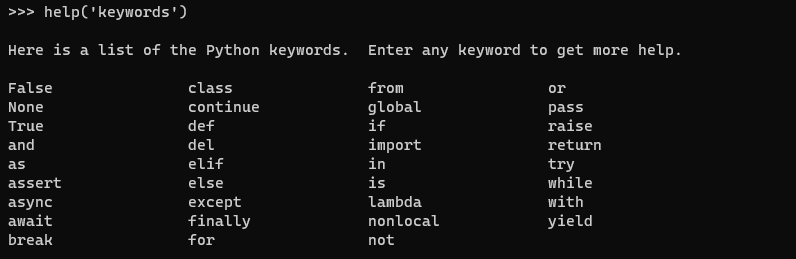 >>> help('keywords')
Here is a list of the Python keywords.  Enter any keyword to get more help.
False               class               from                or
None                continue            global              pass
True                def                 if                  raise
and                 del                 import              return
as                  elif                in                  try
assert              else                is                  while
async               except              lambda              with
await               finally             nonlocal            yield
break               for                 not